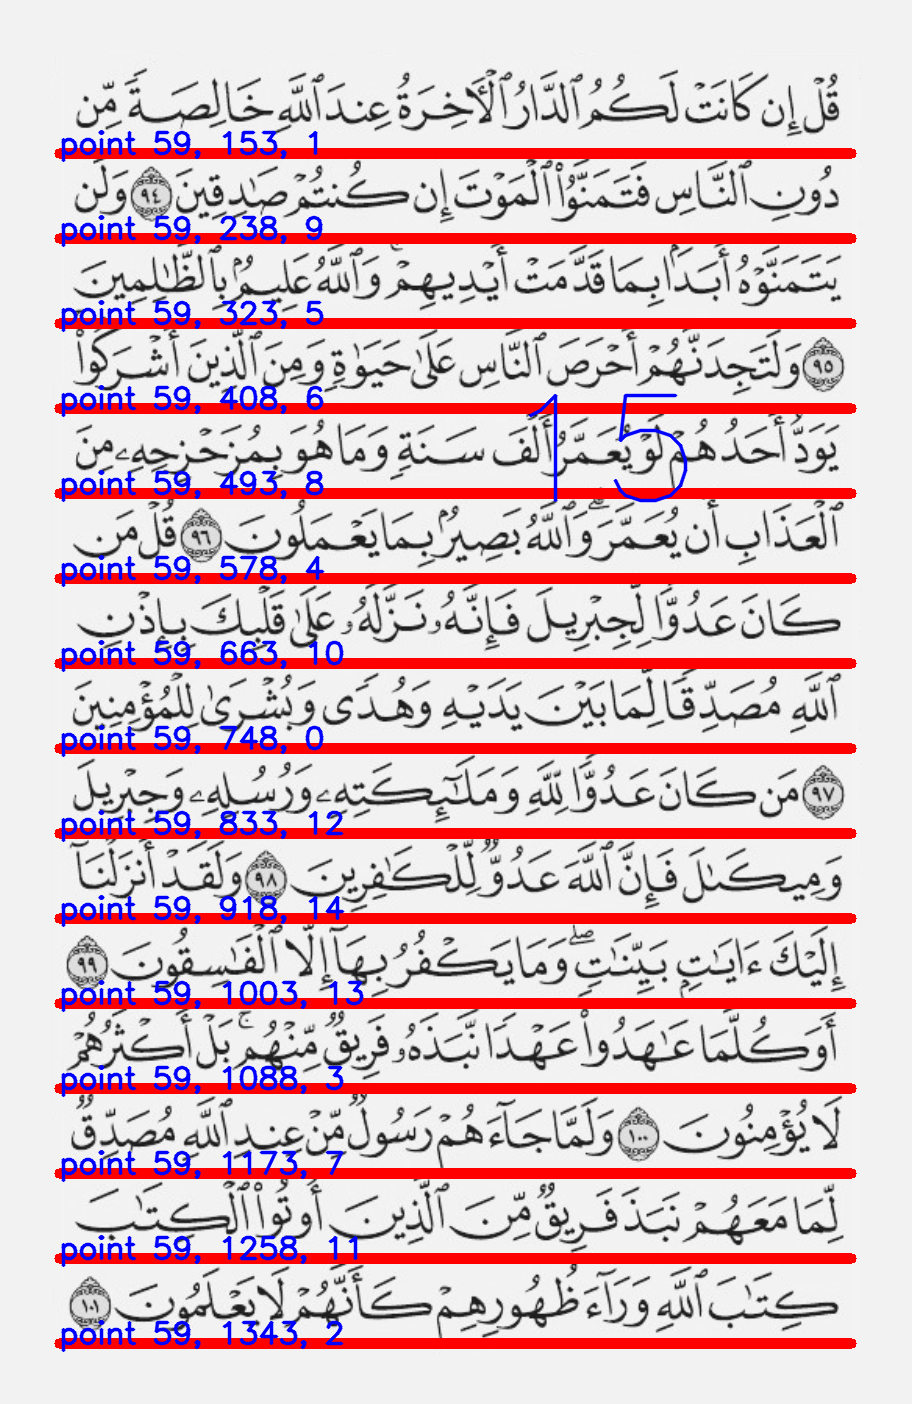 قُلْ إِن كَانَتْ لَكُمُ ٱلدَّارُ ٱلْأَخِرَةُ عِندَ ٱللَّهِ خَالِصَةً مِّن
point 59, 153, 1
دُونِ ٱلنَّاسِ فَتَمَنَّوُا۟ ٱلْمَوْتَ إِن كُنتُمْ صَـٰدِقِينَ ٩٤ وَلَن
point 59, 238, 9
يَتَمَنَّوْهُ أَبَدًۢا بِمَا قَدَّمَتْ أَيْدِيهِمْ ۗ وَٱللَّهُ عَلِيمٌۢ بِٱلظَّـٰلِمِينَ
point 59, 323, 5
٩٥ وَلَتَجِدَنَّهُمْ أَحْرَصَ ٱلنَّاسِ عَلَىٰ حَيَوٰةٍ وَمِنَ ٱلَّذِينَ أَشْرَكُوا۟
point 59, 408, 6
15
يَوَدُّ أَحَدُهُمْ لَوْ يُعَمَّرُ أَلْفَ سَنَةٍ وَمَا هُوَ بِمُزَحْزِحِهِۦ مِنَ
point 59, 493, 8
ٱلْعَذَابِ أَن يُعَمَّرَ ۗ وَٱللَّهُ بَصِيرٌۢ بِمَا يَعْمَلُونَ ٩٦ قُلْ مَن
point 59, 578, 4
كَانَ عَدُوًّا لِّجِبْرِيلَ فَإِنَّهُۥ نَزَّلَهُۥ عَلَىٰ قَلْبِكَ بِإِذْنِ
point 59, 663, 10
ٱللَّهِ مُصَدِّقًا لِّمَا بَيْنَ يَدَيْهِ وَهُدًى وَبُشْرَىٰ لِلْمُؤْمِنِينَ
point 59, 748, 0
٩٧ مَن كَانَ عَدُوًّا لِّلَّهِ وَمَلَـٰٓئِكَتِهِۦ وَرُسُلِهِۦ وَجِبْرِيلَ
point 59, 833, 12
وَمِيكَىٰلَ فَإِنَّ ٱللَّهَ عَدُوٌّ لِّلْكَـٰفِرِينَ ٩٨ وَلَقَدْ أَنزَلْنَآ
point 59, 918, 14
إِلَيْكَ ءَايَـٰتٍۭ بَيِّنَـٰتٍ ۖ وَمَا يَكْفُرُ بِهَآ إِلَّا ٱلْفَـٰسِقُونَ ٩٩
point 59, 1003, 13
أَوَكُلَّمَا عَـٰهَدُوا۟ عَهْدًا نَّبَذَهُۥ فَرِيقٌ مِّنْهُم ۚ بَلْ أَكْثَرُهُمْ
point 59, 1088, 3
لَا يُؤْمِنُونَ ١٠٠ وَلَمَّا جَآءَهُمْ رَسُولٌ مِّنْ عِندِ ٱللَّهِ مُصَدِّقٌ
point 59, 1173, 7
لِّمَا مَعَهُمْ نَبَذَ فَرِيقٌ مِّنَ ٱلَّذِينَ أُوتُوا۟ ٱلْكِتَـٰبَ
point 59, 1258, 11
كِتَـٰبَ ٱللَّهِ وَرَآءَ ظُهُورِهِمْ كَأَنَّهُمْ لَا يَعْلَمُونَ ١٠١
point 59, 1343, 2